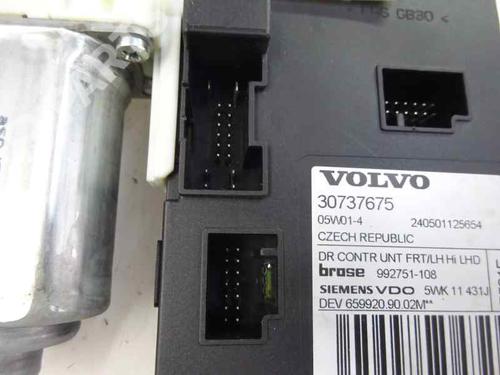 GB30 <
VOLVO
30737675
05W01-4 240501125654
CZECH REPUBLIC
DR CONTR UNT FRT/LH Hi LHD
brose 992751-108
SIEMENS VDO 5WK 11 431J
DEV 659920.90.02M**